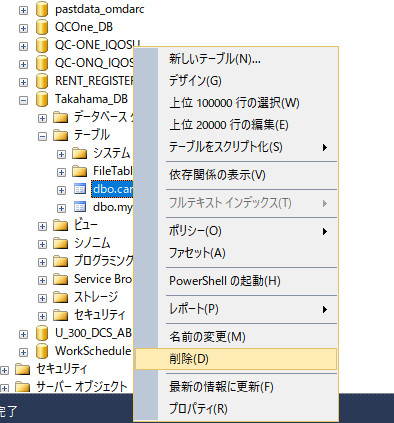 pastdata_omdarc
QCOne_DB
QC-ONE_IQOSU
QC-ONQ_IQOS
RENT_REGISTER
Takahama_DB
データベース
テーブル
システム
FileTabl
dbo.car
dbo.my
ビュー
シノニム
プログラミング
Service Bro
ストレージ
セキュリティ
U_300_DCS_AB
WorkSchedule
セキュリティ
サーバー オブジェクト
完了
新しいテーブル(N)...
デザイン(G)
上位 100000 行の選択(W)
上位 20000 行の編集(E)
テーブルをスクリプト化(S)
依存関係の表示(V)
フルテキスト インデックス(T)
ポリシー(O)
ファセット(A)
PowerShell の起動(H)
レポート(P)
名前の変更(M)
削除(D)
最新の情報に更新(F)
プロパティ(R)